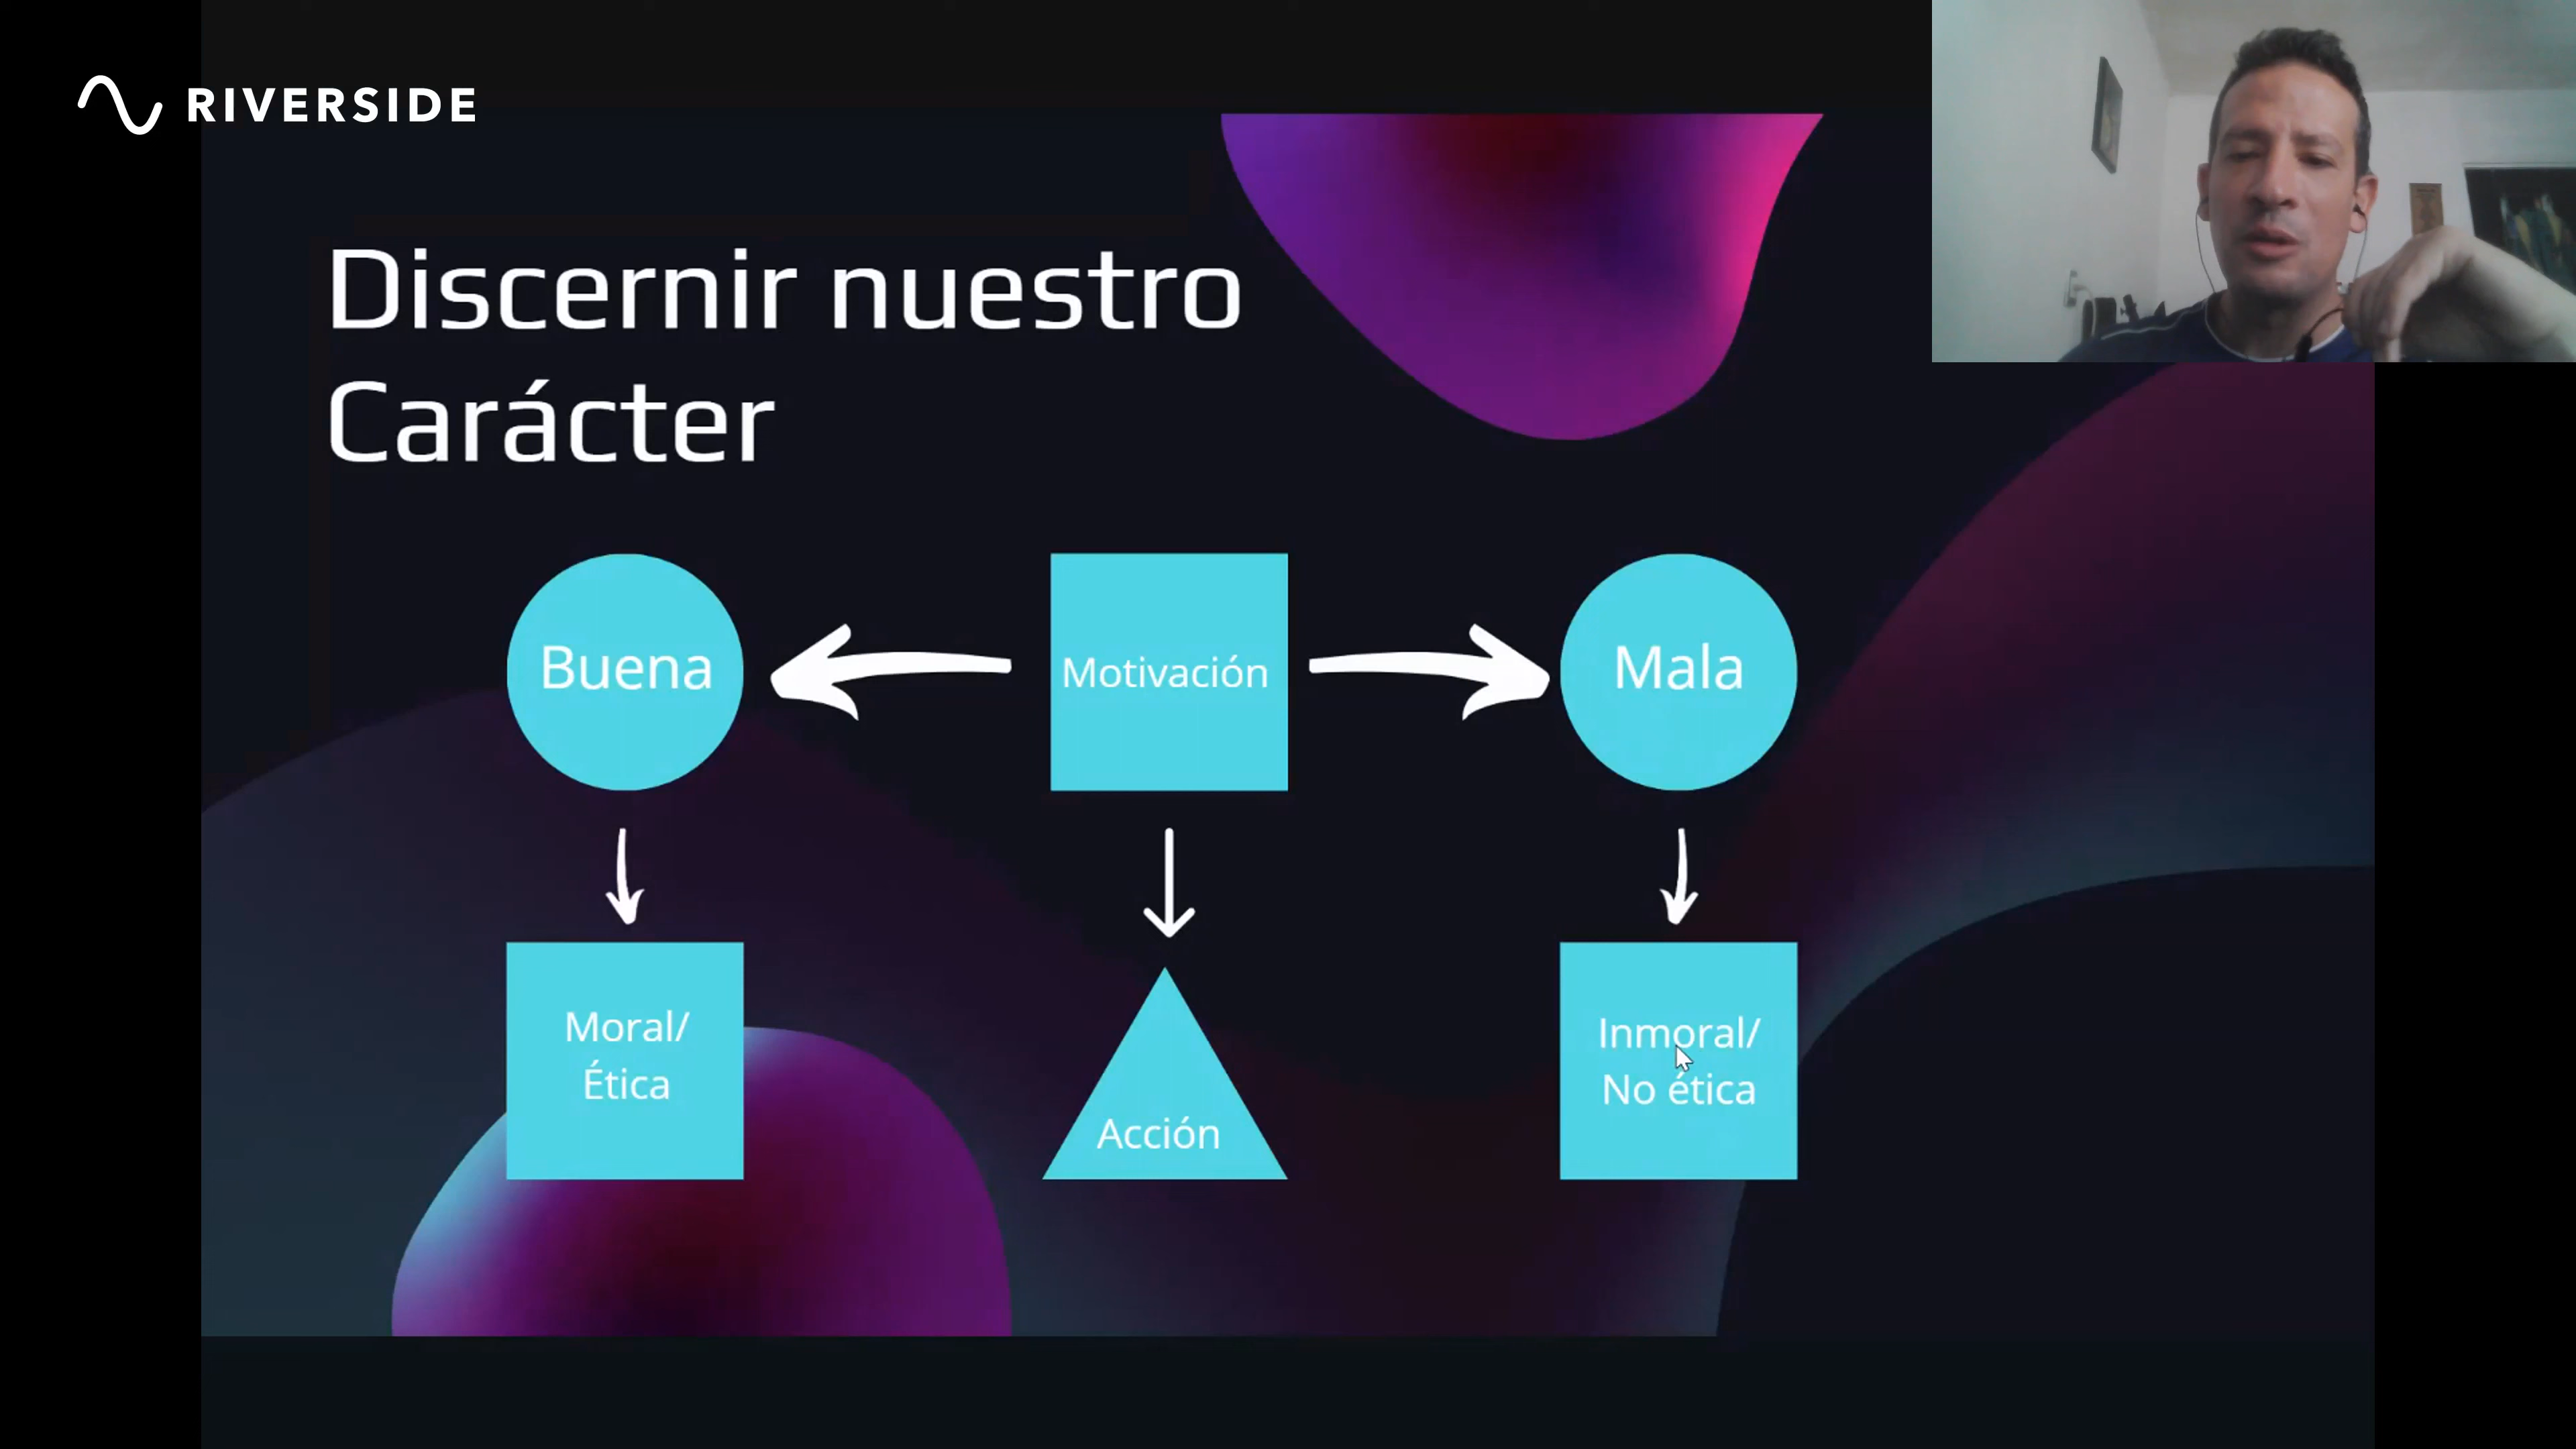 RIVERSIDE
Discernir nuestro
Carácter
Buena
Motivación
Mala
Moral/
Ética
Acción
Inmoral/
No ética